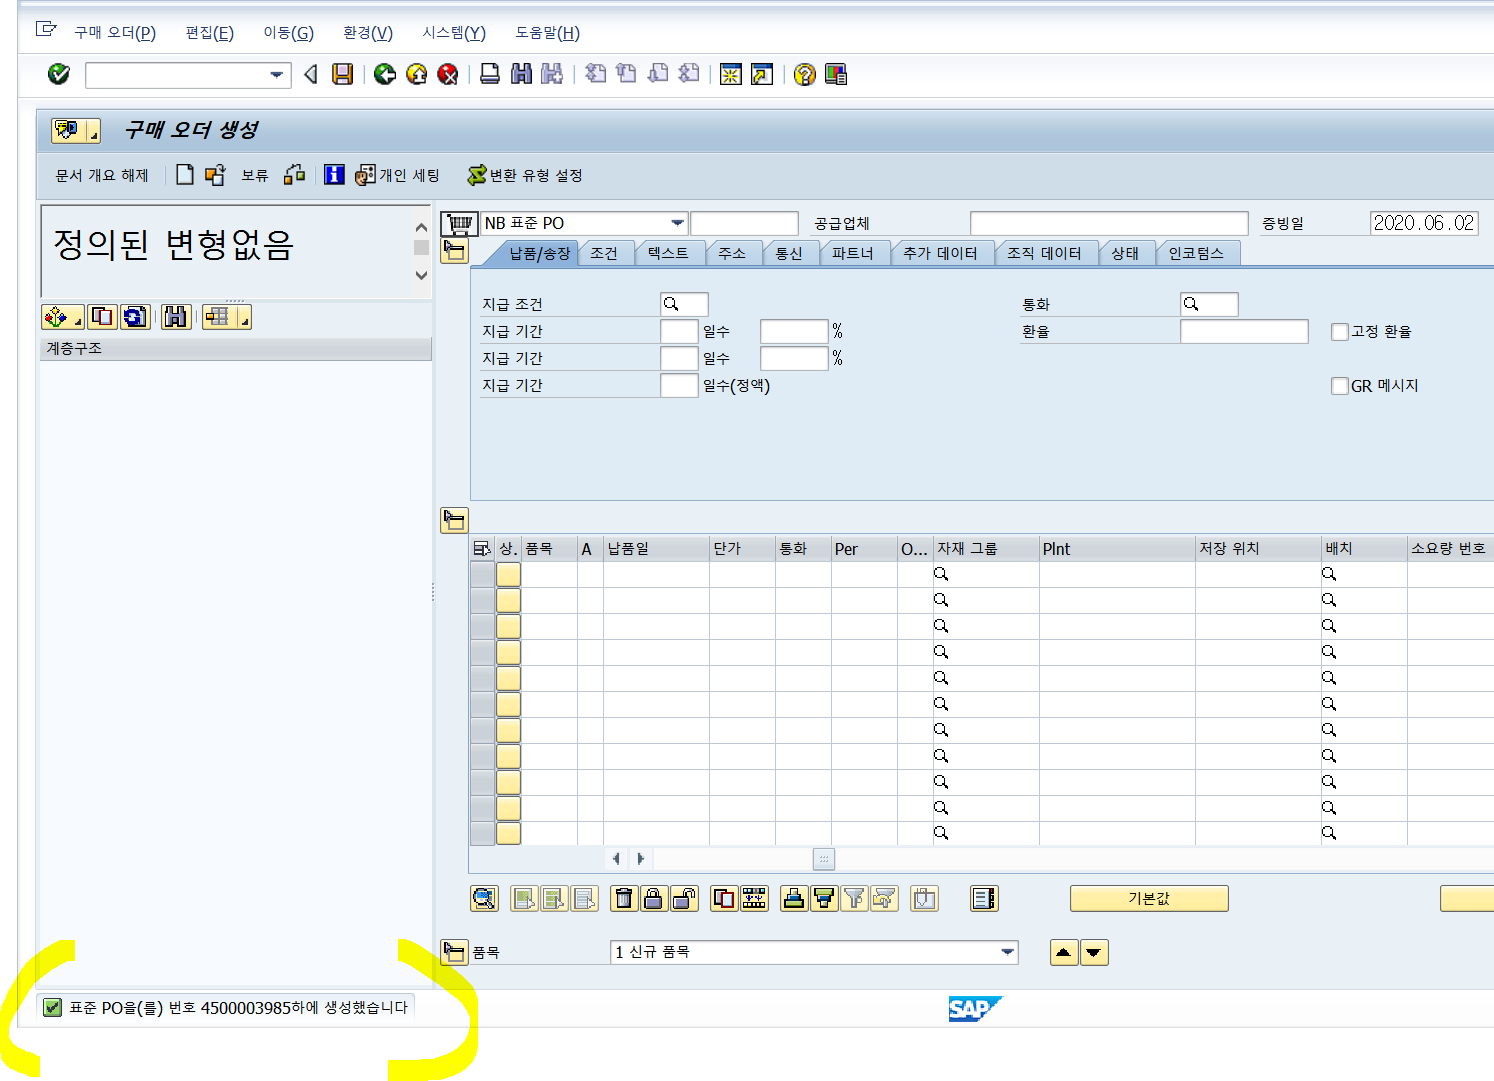 구매 오더(P) 편집(E) 이동(G) 환경(V) 시스템(Y) 도움말(H)
구매 오더 생성
문서 개요 해제 보류 개인 세팅 변환 유형 설정
정의된 변형없음
계층구조
NB 표준 PO 공급업체 증빙일 2020.06.02
납품/송장 조건 텍스트 주소 통신 파트너 추가 데이터 조직 데이터 상태 인코텀스
지급 조건 통화
지급 기간 일수 % 환율 고정 환율
지급 기간 일수 %
지급 기간 일수(정액) GR 메시지
상. 품목 A 납품일 단가 통화 Per O... 자재 그룹 Plnt 저장 위치 배치 소요량 번호
기본값
품목 1 신규 품목
표준 PO을(를) 번호 4500003985하에 생성했습니다
SAP